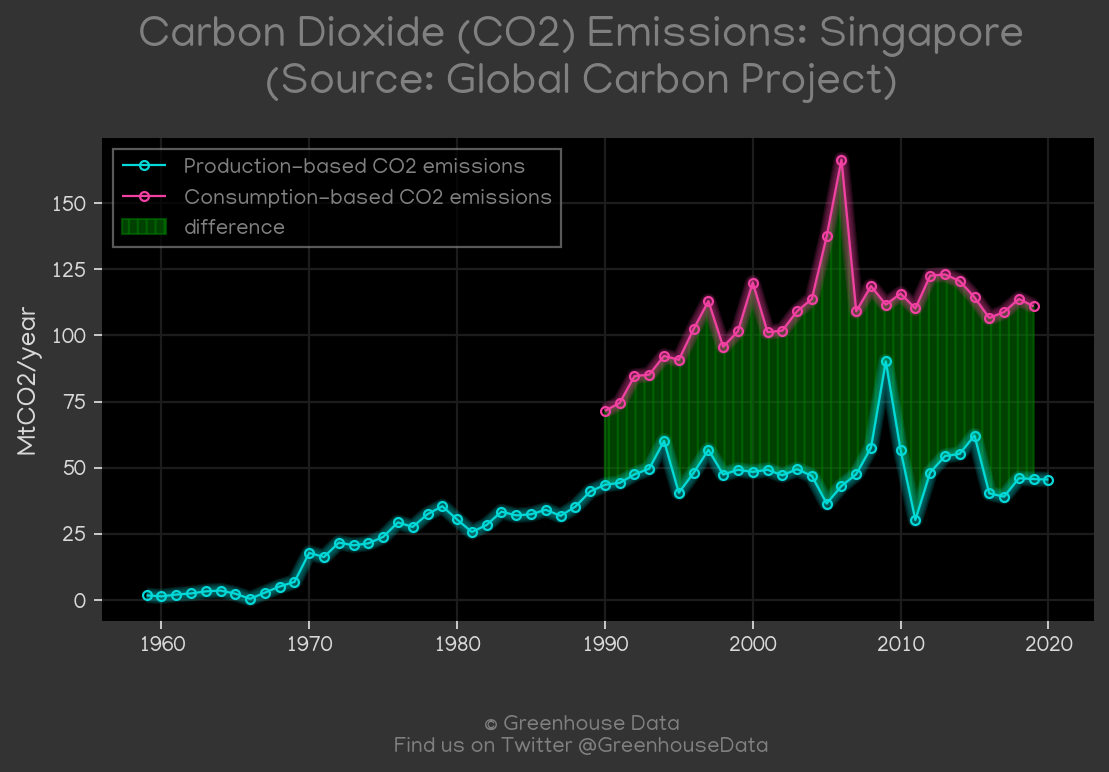 Carbon Dioxide (CO2) Emissions: Singapore
(Source: Global Carbon Project)
Production-based CO2 emissions
Consumption-based CO2 emissions
difference
MtCO2/year
150
125
100
75
50
25
0
1960 1970 1980 1990 2000 2010 2020
© Greenhouse Data
Find us on Twitter @GreenhouseData